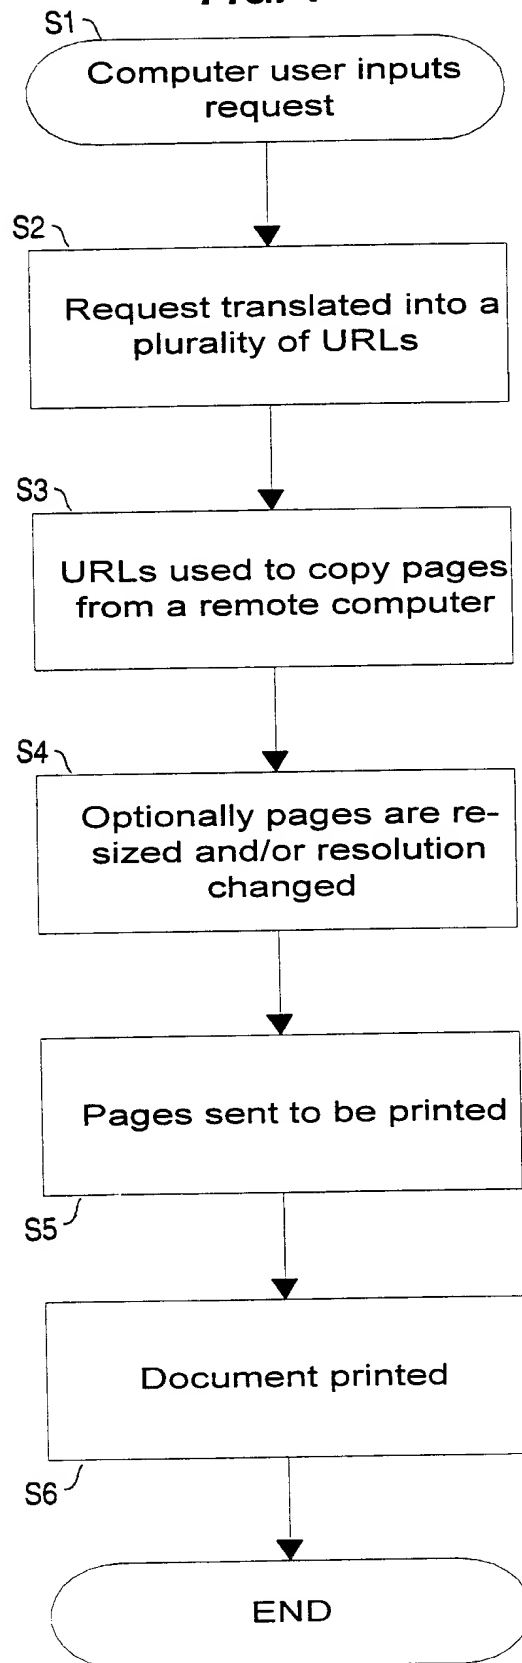 S1
Computer user inputs
request
S2
Request translated into a
plurality of URLs
S3
URLs used to copy pages
from a remote computer
S4
Optionally pages are re-
sized and/or resolution
changed
Pages sent to be printed
S5
Document printed
S6
END